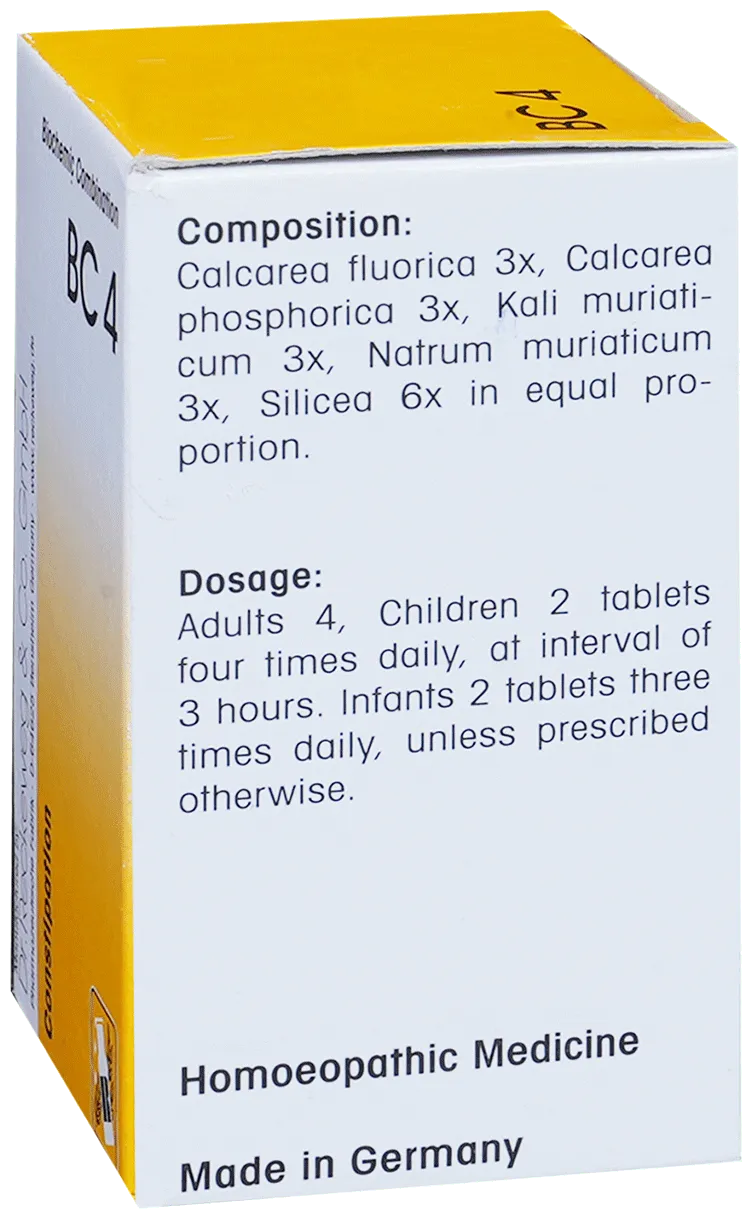 BC 4
Biochemic Combination
BC 4
Constipation
Composition:
Calcarea fluorica 3x, Calcarea
phosphorica 3x, Kali muriati-
cum 3x, Natrum muriaticum
3x, Silicea 6x in equal pro-
portion.
Dosage:
Adults 4, Children 2 tablets
four times daily, at interval of
3 hours. Infants 2 tablets three
times daily, unless prescribed
otherwise.
Homoeopathic Medicine
Made in Germany